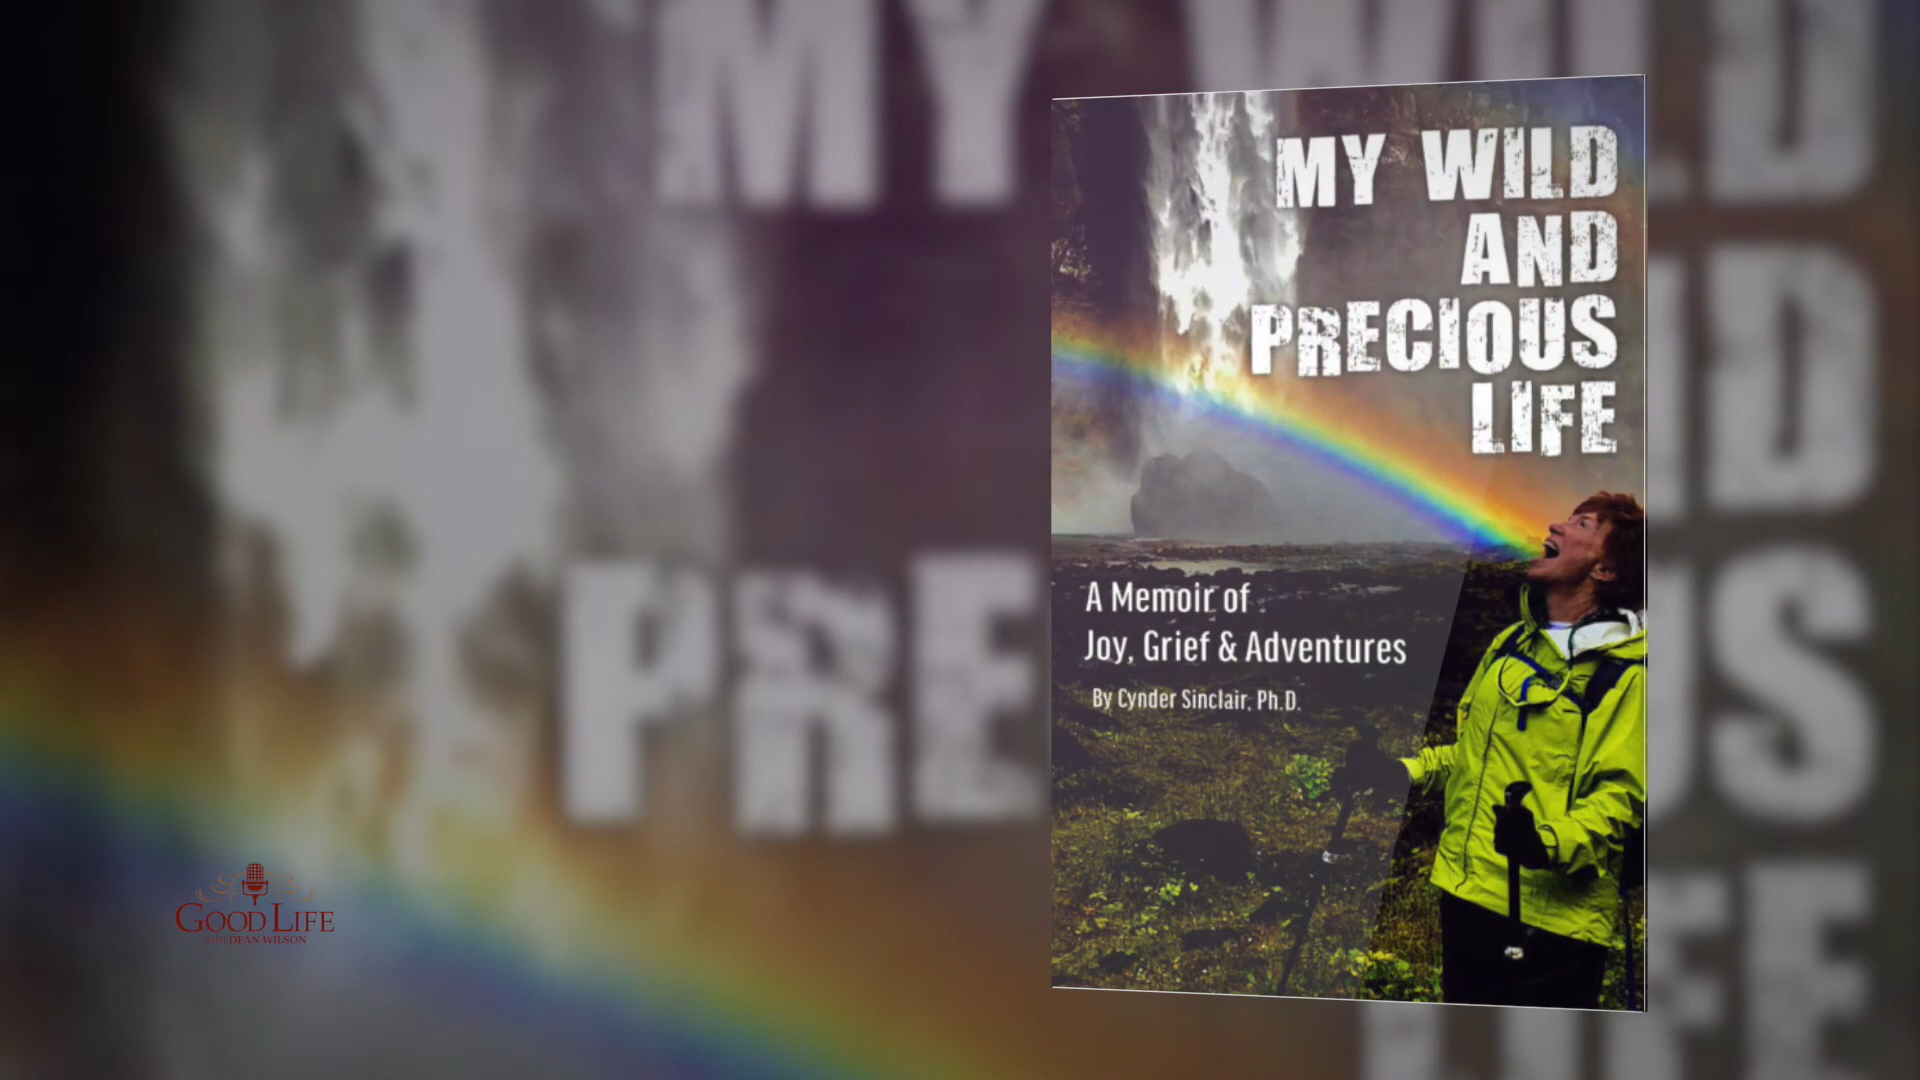 MY WILD
AND
PRECIOUS
LIFE
A Memoir of
Joy, Grief & Adventures
By Cynder Sinclair, Ph.D.
GOOD LIFE
WITH DEAN WILSON